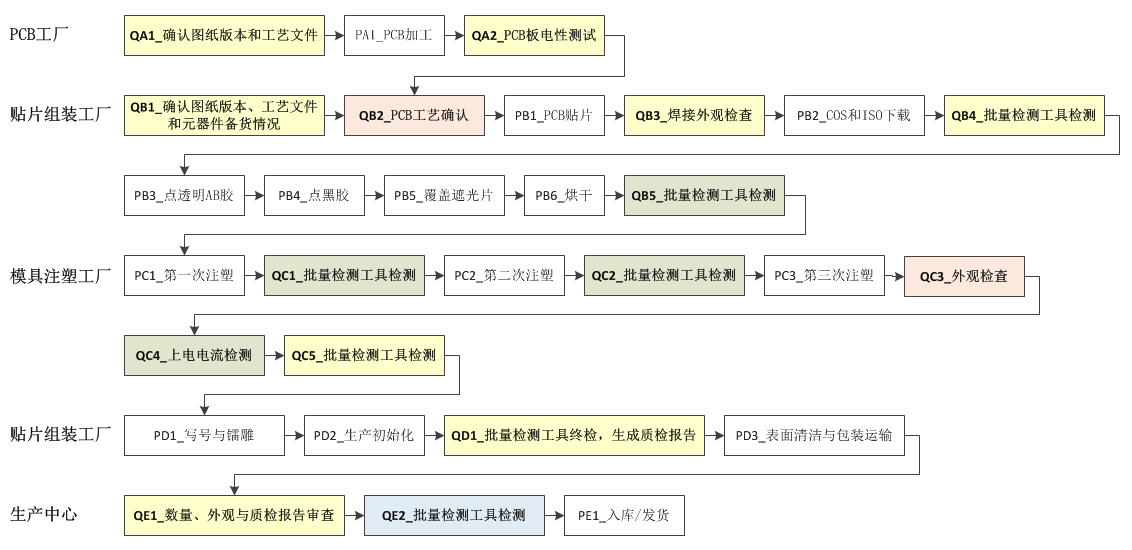 PCB工厂
QA1_确认图纸版本和工艺文件
PA1_PCB加工
QA2_PCB板电性测试
贴片组装工厂
QB1_确认图纸版本、工艺文件
和元器件备货情况
QB2_PCB工艺确认
PB1_PCB贴片
QB3_焊接外观检查
PB2_COS和ISO下载
QB4_批量检测工具检测
PB3_点透明AB胶
PB4_点黑胶
PB5_覆盖遮光片
PB6_烘干
QB5_批量检测工具检测
模具注塑工厂
PC1_第一次注塑
QC1_批量检测工具检测
PC2_第二次注塑
QC2_批量检测工具检测
PC3_第三次注塑
QC3_外观检查
QC4_上电电流检测
QC5_批量检测工具检测
贴片组装工厂
PD1_写号与镭雕
PD2_生产初始化
QD1_批量检测工具终检，生成质检报告
PD3_表面清洁与包装运输
生产中心
QE1_数量、外观与质检报告审查
QE2_批量检测工具检测
PE1_入库/发货